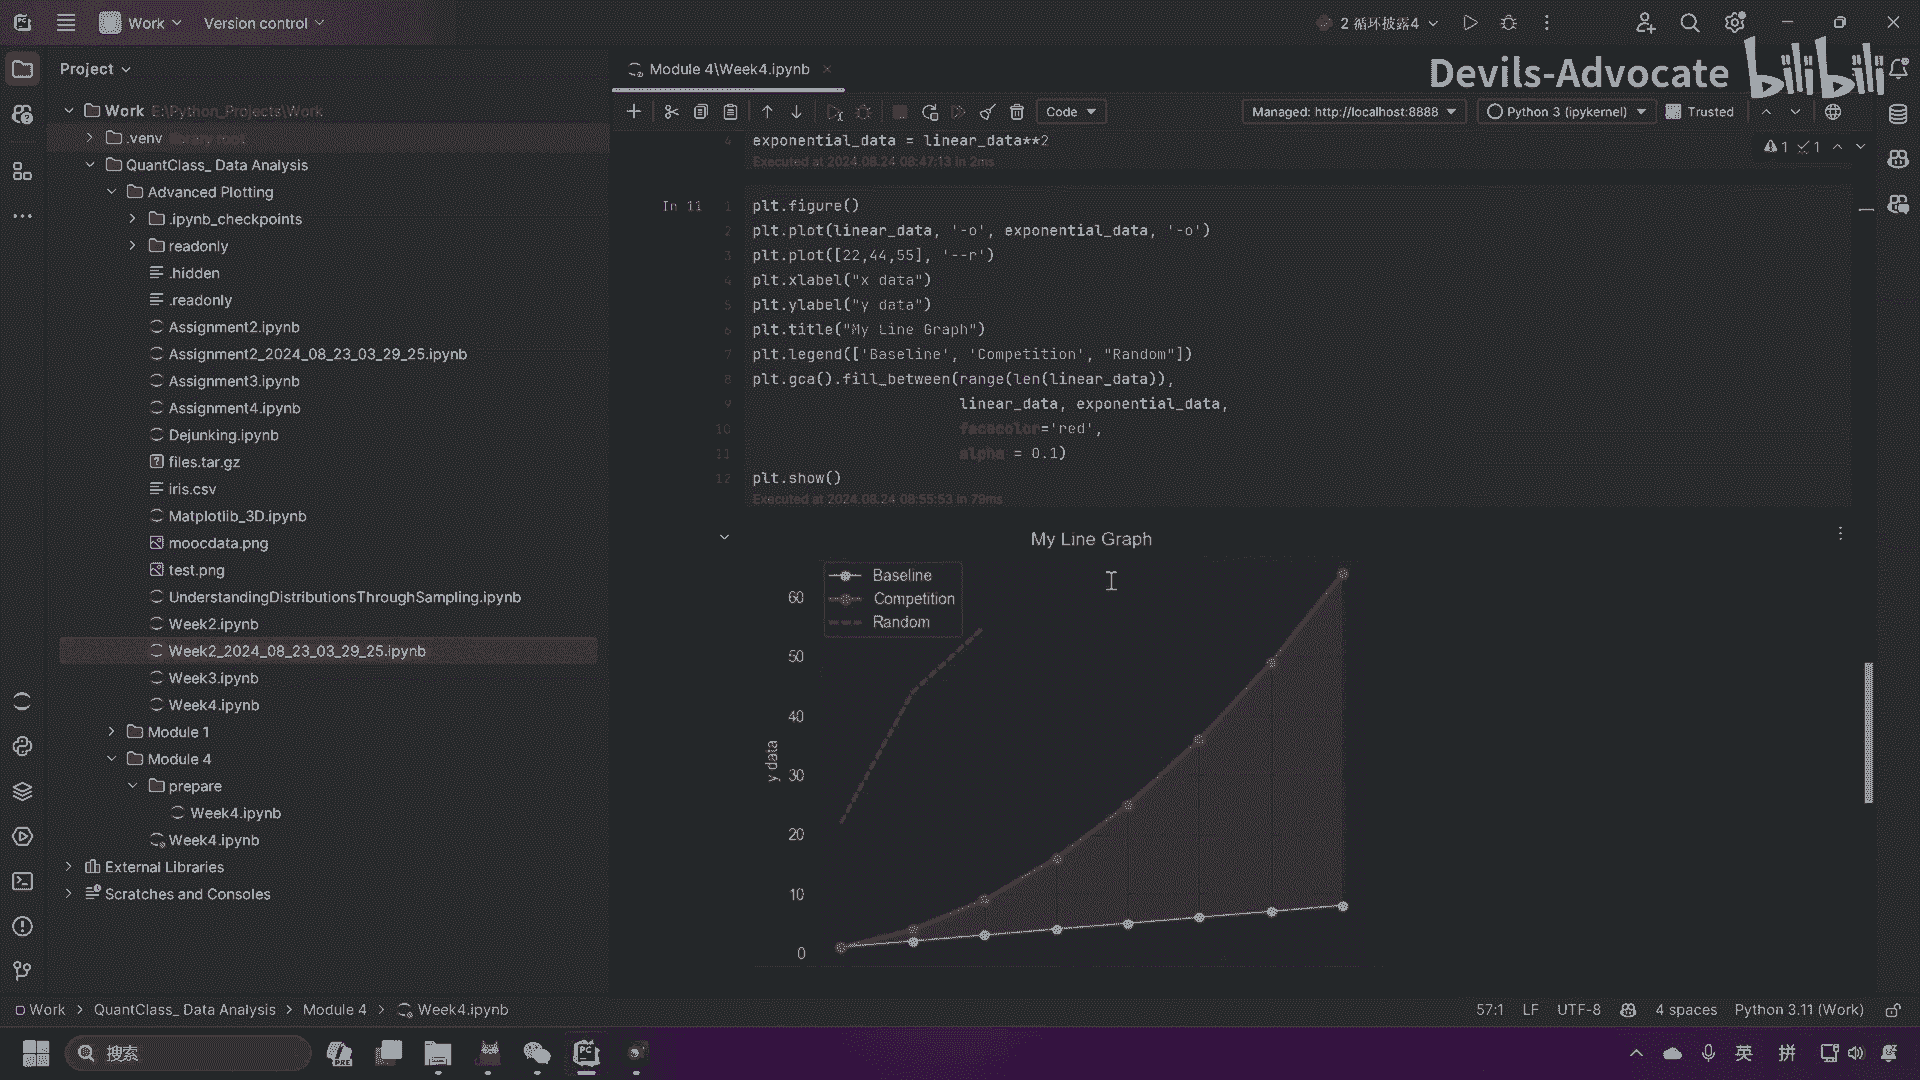 Work
Version control
2 循环披露4
Devils-Advocate
bilibili
Project
Module 4\Week4.ipynb
Code
Managed: http://localhost:8888
Python 3 (ipykernel)
Trusted
Work E:\Python_Projects\Work
.venv library root
QuantClass_ Data Analysis
Advanced Plotting
.ipynb_checkpoints
readonly
.hidden
.readonly
Assignment2.ipynb
Assignment2_2024_08_23_03_29_25.ipynb
Assignment3.ipynb
Assignment4.ipynb
Dejunking.ipynb
files.tar.gz
iris.csv
Matplotlib_3D.ipynb
moocdata.png
test.png
UnderstandingDistributionsThroughSampling.ipynb
Week2.ipynb
Week2_2024_08_23_03_29_25.ipynb
Week3.ipynb
Week4.ipynb
Module 1
Module 4
prepare
Week4.ipynb
Week4.ipynb
External Libraries
Scratches and Consoles
4 exponential_data = linear_data**2
Executed at 2024.08.24 08:47:13 in 2ms
1 1
In 11
1 plt.figure()
2 plt.plot(linear_data, '-o', exponential_data, '-o')
3 plt.plot([22,44,55], '--r')
4 plt.xlabel("x data")
5 plt.ylabel("y data")
6 plt.title("My Line Graph")
7 plt.legend(['Baseline', 'Competition', "Random"])
8 plt.gca().fill_between(range(len(linear_data)),
9 linear_data, exponential_data,
10 facecolor='red',
11 alpha = 0.1)
12 plt.show()
Executed at 2024.08.24 08:55:53 in 79ms
My Line Graph
Baseline
Competition
Random
60
50
40
30
20
10
0
y data
Work > QuantClass_ Data Analysis > Module 4 > Week4.ipynb
57:1 LF UTF-8 4 spaces Python 3.11 (Work)
搜索
PRE
PC
英
拼